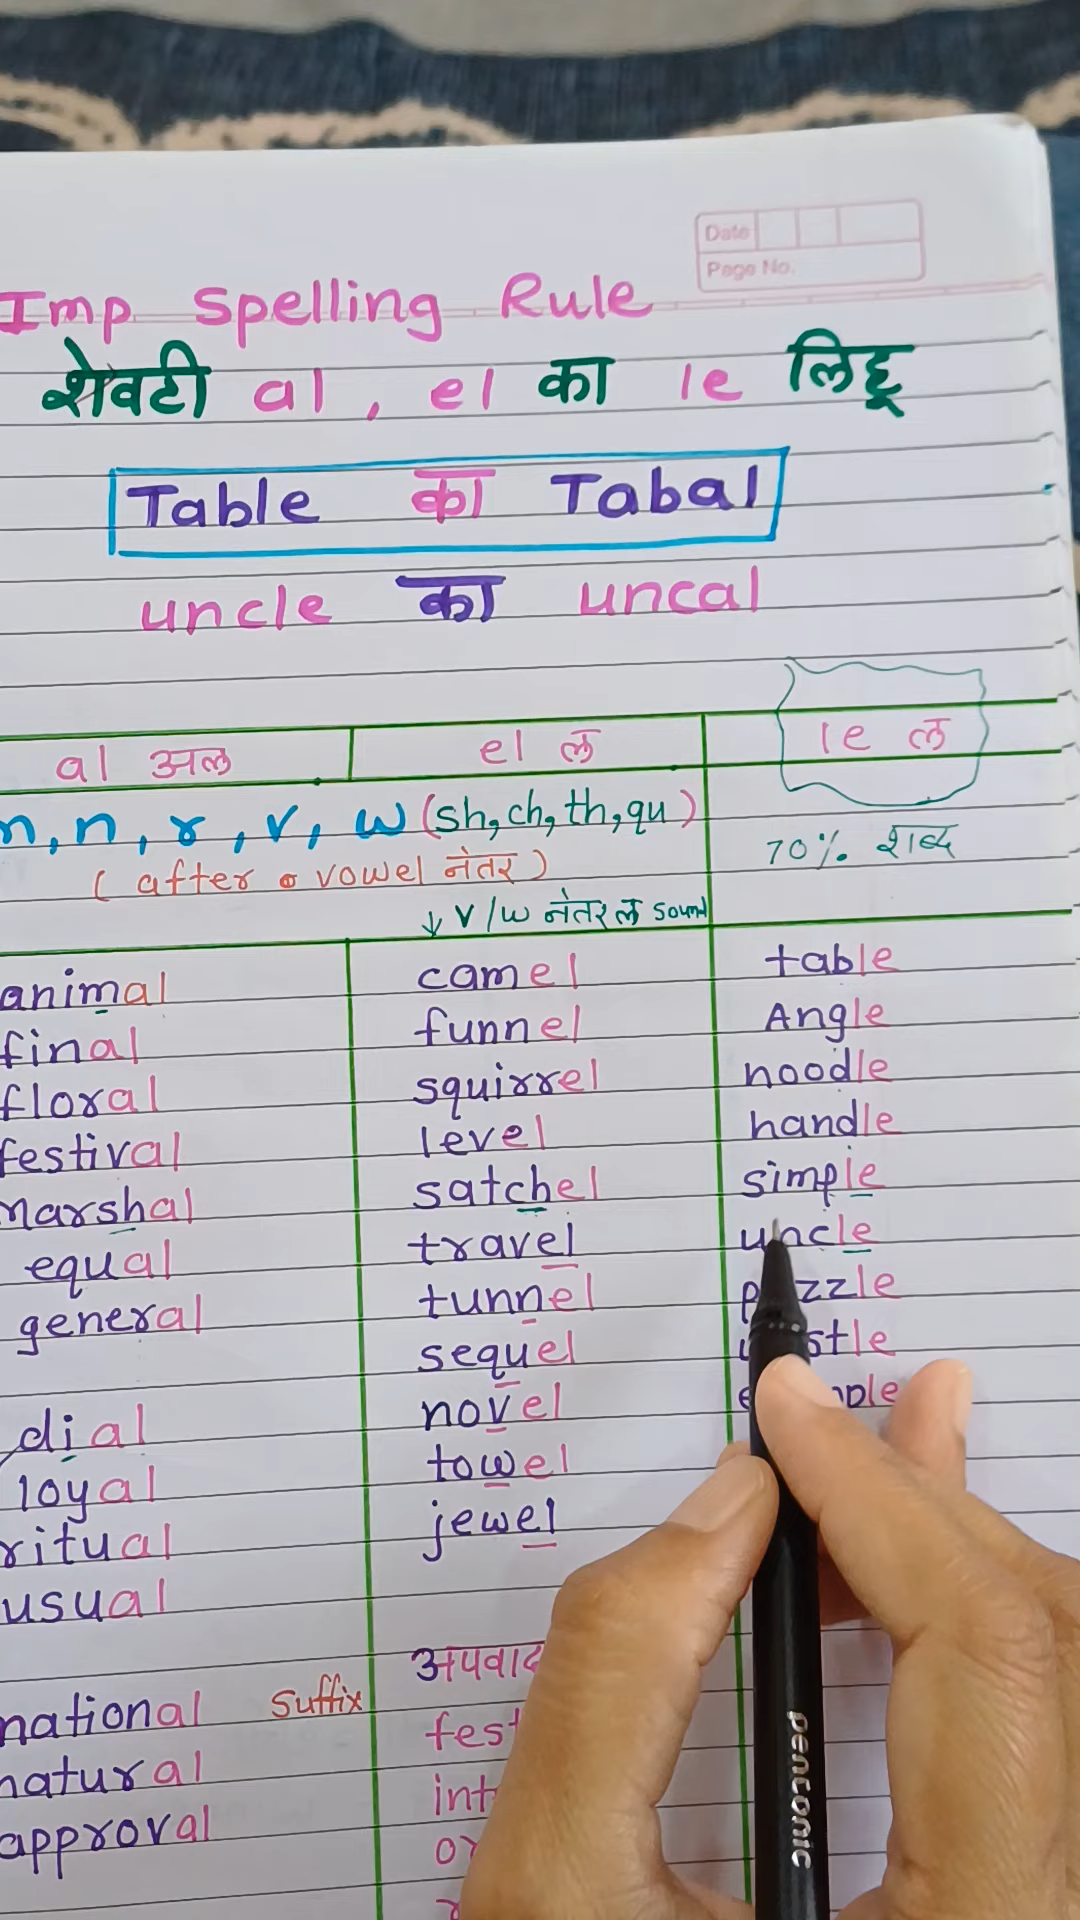 Date
Page No.
Imp Spelling Rule
शेवटी al, el का le लिहू
Table का Tabal
uncle का uncal
al अल el ल le ल
n, r, v, w (sh, ch, th, qu)
(after vowel नंतर) 70% शब्द
↓ v/w नंतर ल sound
animal camel table
final funnel Angle
floral squirrel noodle
festival level handle
marshal satchel simple
equal travel uncle
general tunnel
sequel
dial novel
loyal towel
ritual jewel
usual
अपवाद
national suffix
natural
approval
penconic